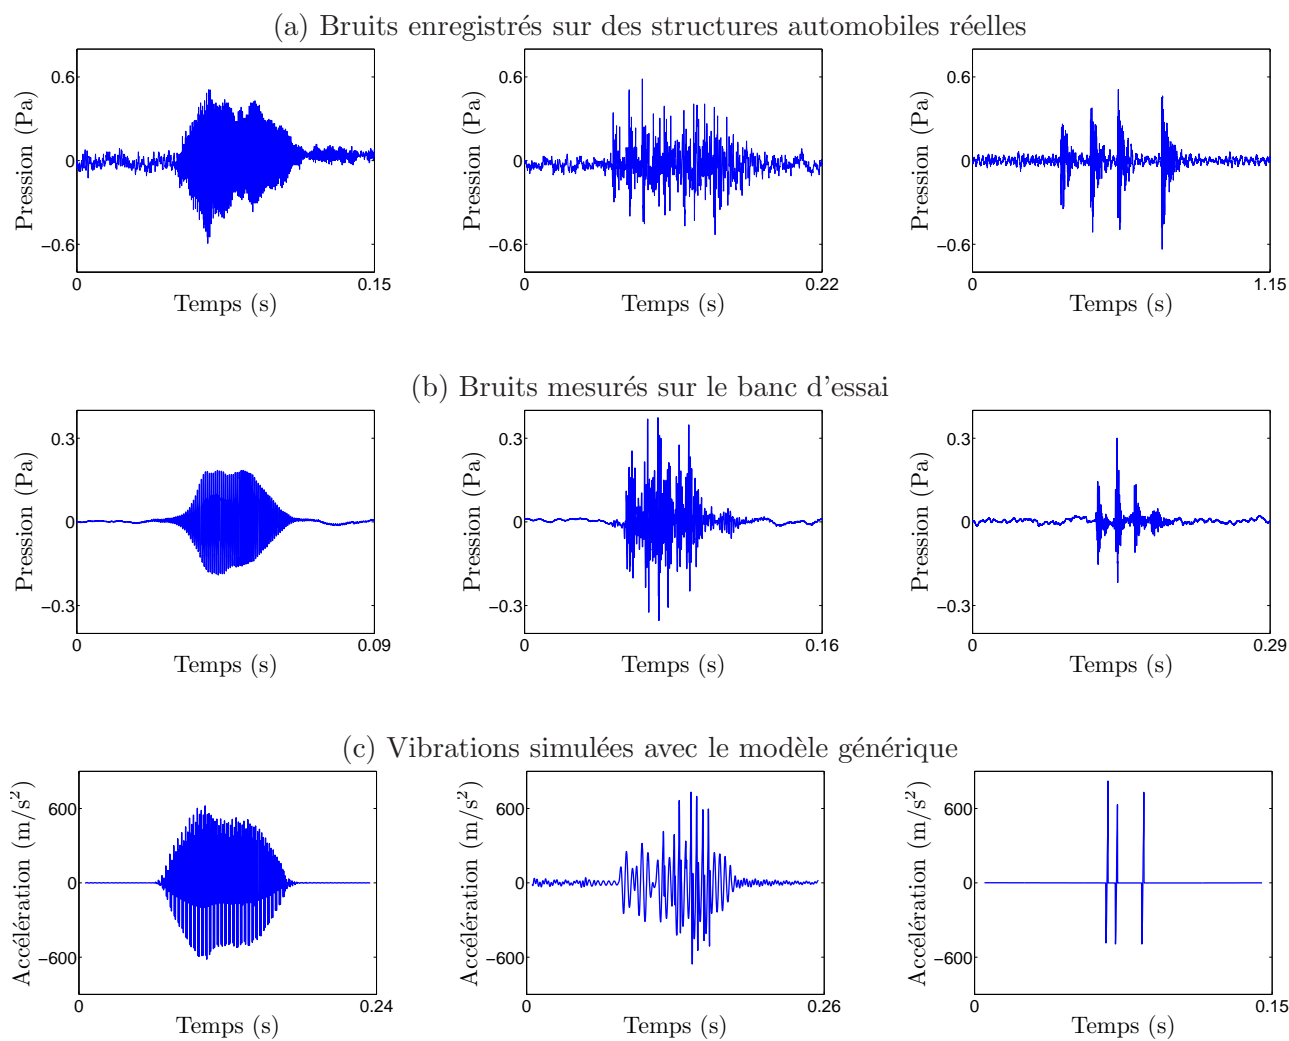 (a) Bruits enregistrés sur des structures automobiles réelles
0.6
0
−0.6
Pression (Pa)
0
0.15
Temps (s)
0.6
0
−0.6
Pression (Pa)
0
0.22
Temps (s)
0.6
0
−0.6
Pression (Pa)
0
1.15
Temps (s)
(b) Bruits mesurés sur le banc d'essai
0.3
0
−0.3
Pression (Pa)
0
0.09
Temps (s)
0.3
0
−0.3
Pression (Pa)
0
0.16
Temps (s)
0.3
0
−0.3
Pression (Pa)
0
0.29
Temps (s)
(c) Vibrations simulées avec le modèle générique
600
0
−600
Accélération (m/s²)
0
0.24
Temps (s)
600
0
−600
Accélération (m/s²)
0
0.26
Temps (s)
600
0
−600
Accélération (m/s²)
0
0.15
Temps (s)